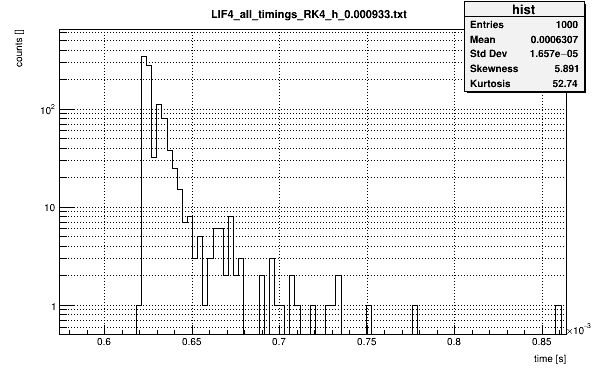 LIF4_all_timings_RK4_h_0.000933.txt
hist
Entries 1000
Mean 0.0006307
Std Dev 1.657e−05
Skewness 5.891
Kurtosis 52.74
counts []
10²
10
1
0.6 0.65 0.7 0.75 0.8 0.85
×10⁻³
time [s]